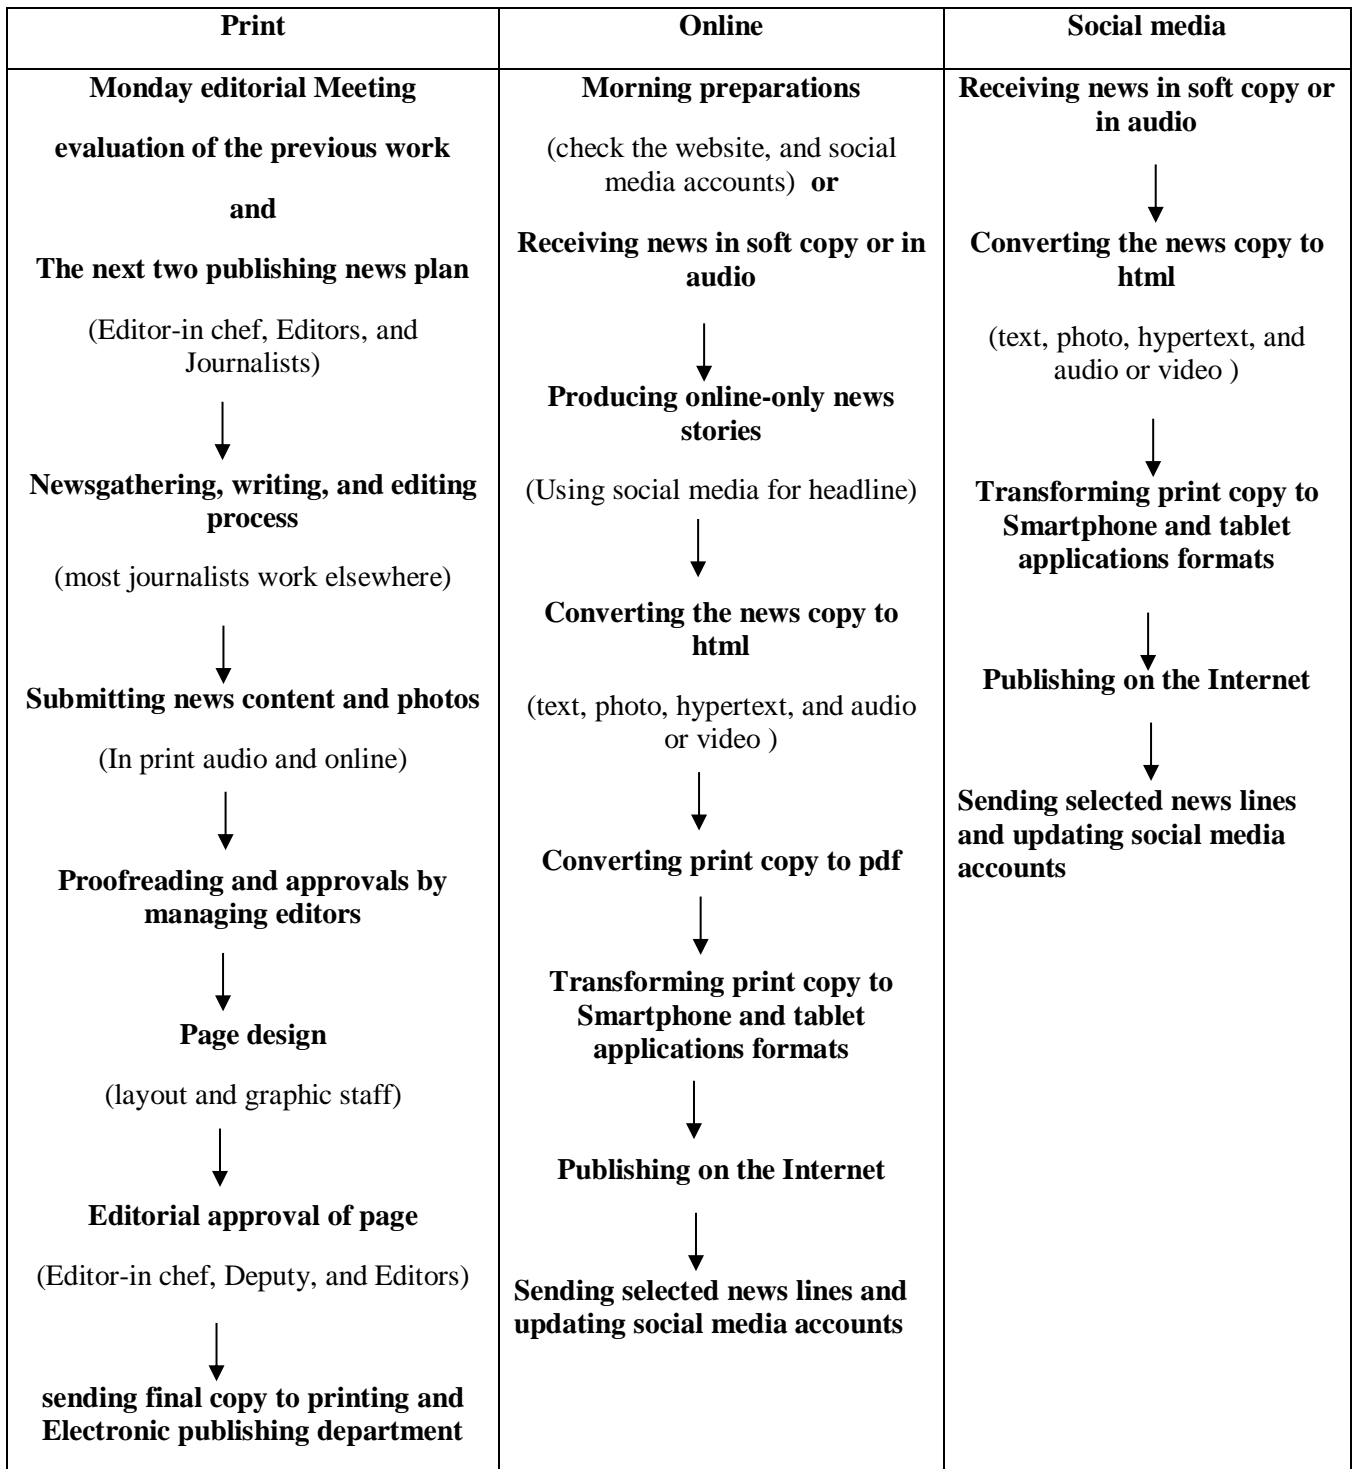 Print
Monday editorial Meeting
evaluation of the previous work
and
The next two publishing news plan
(Editor-in chef, Editors, and
Journalists)
Newsgathering, writing, and editing
process
(most journalists work elsewhere)
Submitting news content and photos
(In print audio and online)
Proofreading and approvals by
managing editors
Page design
(layout and graphic staff)
Editorial approval of page
(Editor-in chef, Deputy, and Editors)
sending final copy to printing and
Electronic publishing department
Online
Morning preparations
(check the website, and social
media accounts) or
Receiving news in soft copy or in
audio
Producing online-only news
stories
(Using social media for headline)
Converting the news copy to
html
(text, photo, hypertext, and audio
or video )
Converting print copy to pdf
Transforming print copy to
Smartphone and tablet
applications formats
Publishing on the Internet
Sending selected news lines and
updating social media accounts
Social media
Receiving news in soft copy or
in audio
Converting the news copy to
html
(text, photo, hypertext, and
audio or video )
Transforming print copy to
Smartphone and tablet
applications formats
Publishing on the Internet
Sending selected news lines
and updating social media
accounts